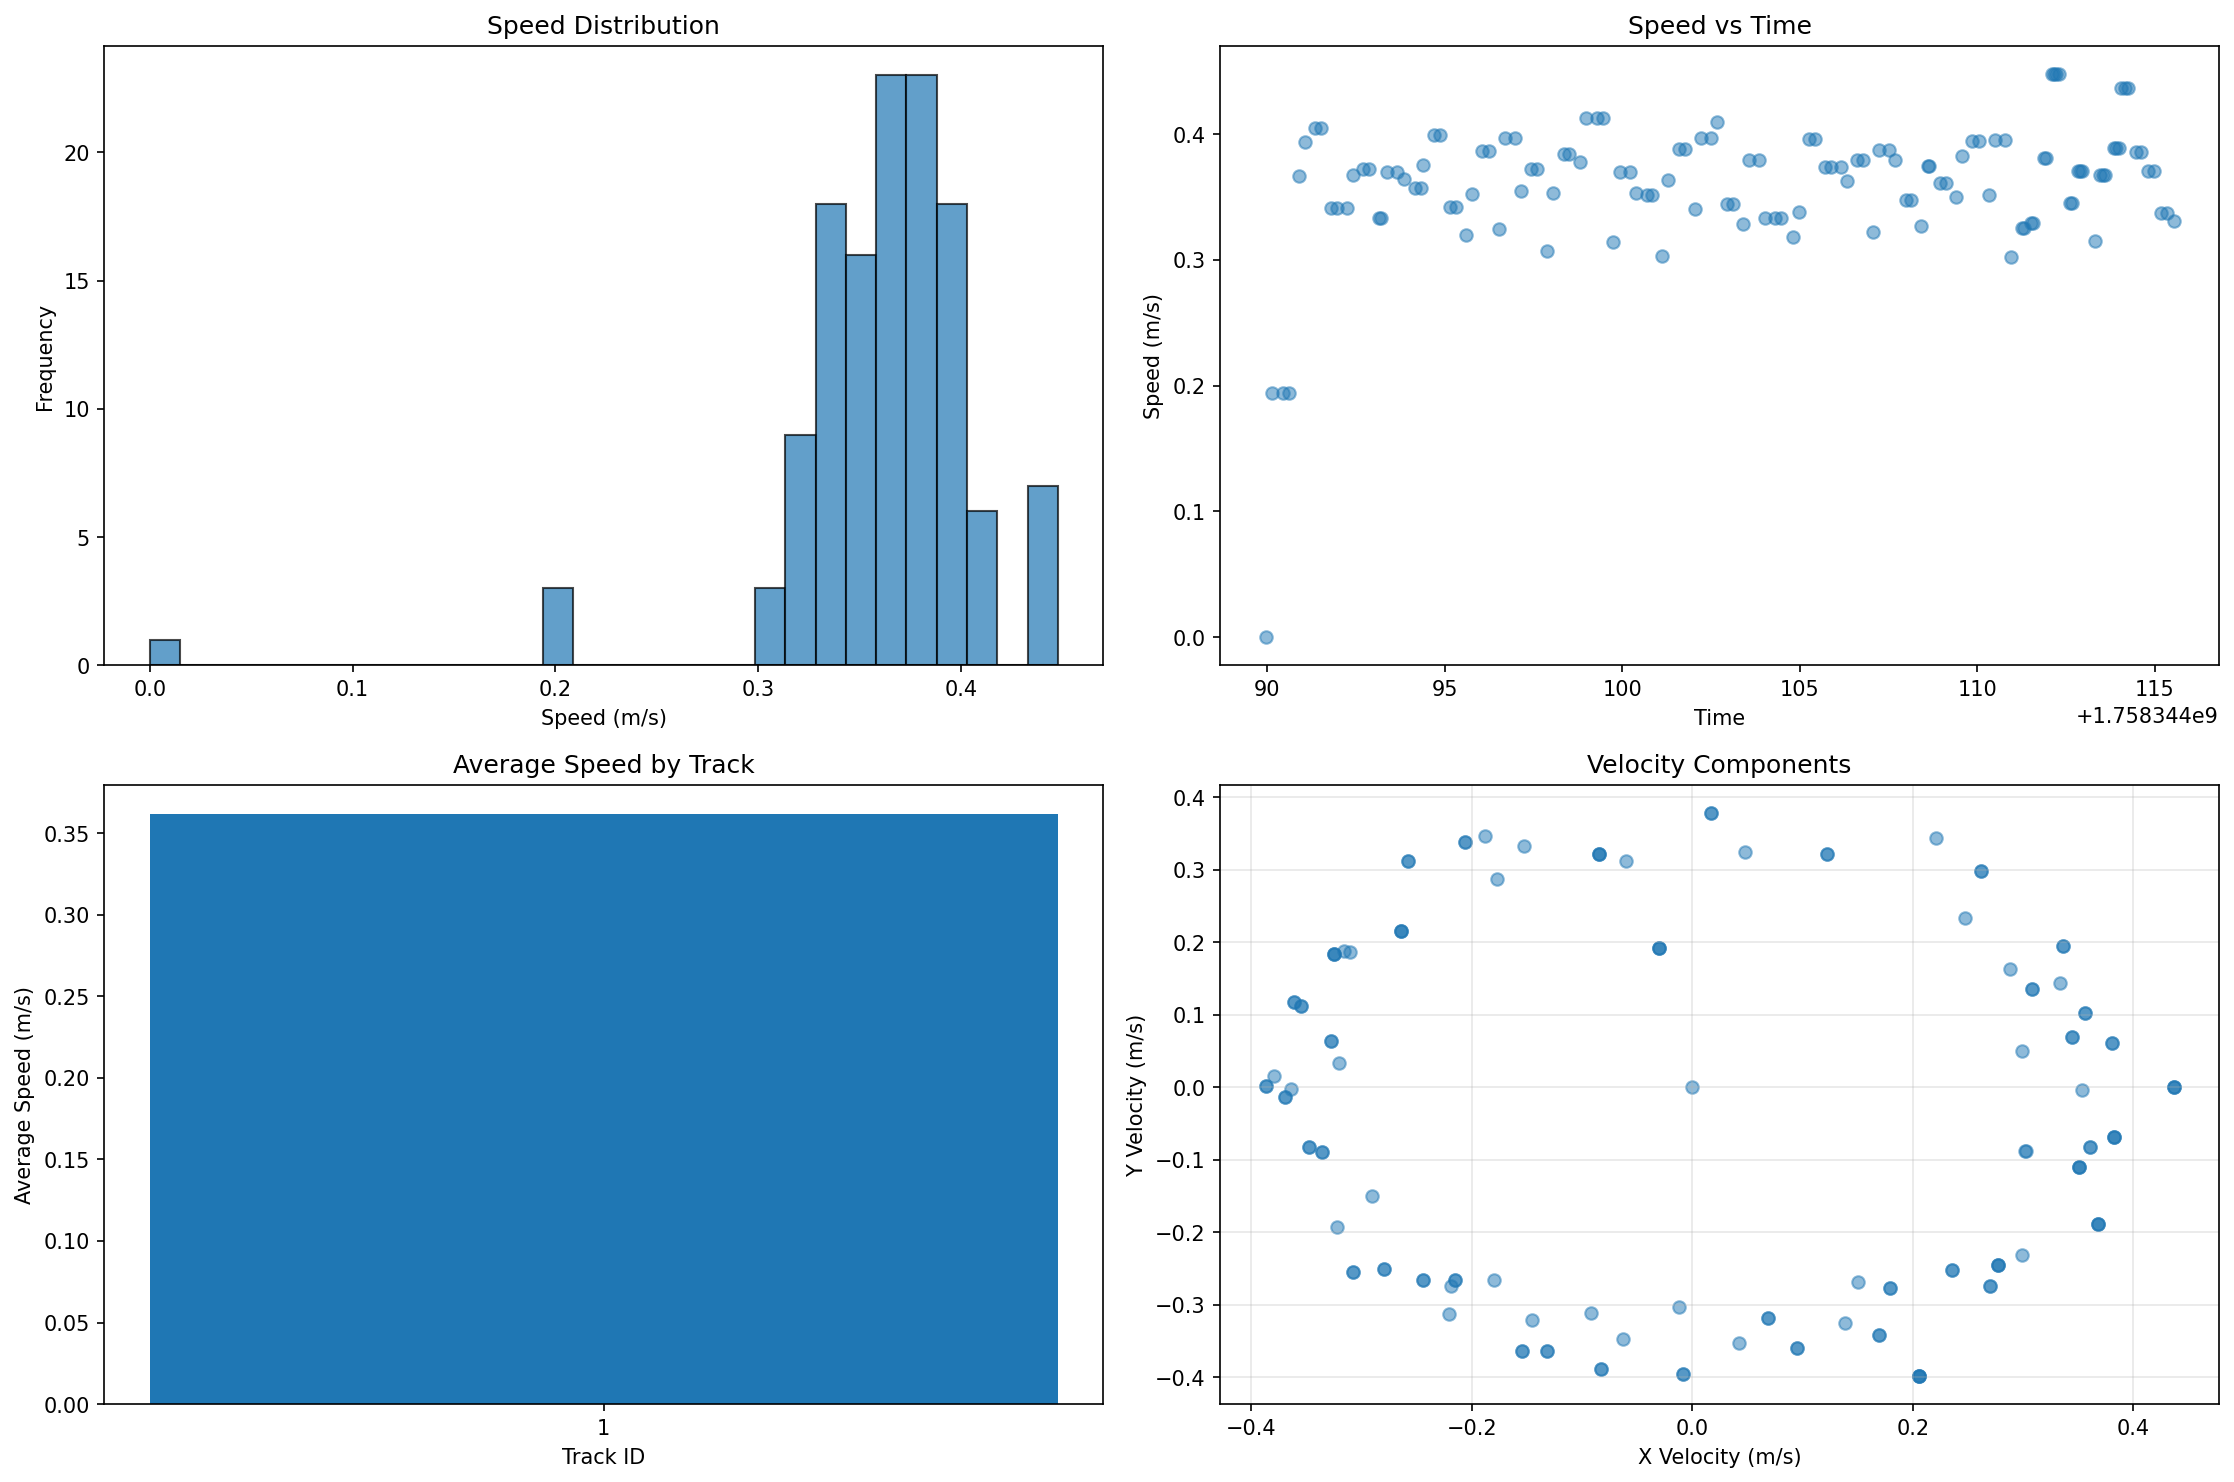 Speed Distribution
Frequency
20
15
10
5
0
0.0 0.1 0.2 0.3 0.4
Speed (m/s)
Speed vs Time
Speed (m/s)
0.4
0.3
0.2
0.1
0.0
90 95 100 105 110 115
Time
+1.758344e9
Average Speed by Track
Average Speed (m/s)
0.35
0.30
0.25
0.20
0.15
0.10
0.05
0.00
1
Track ID
Velocity Components
Y Velocity (m/s)
0.4
0.3
0.2
0.1
0.0
−0.1
−0.2
−0.3
−0.4
−0.4 −0.2 0.0 0.2 0.4
X Velocity (m/s)